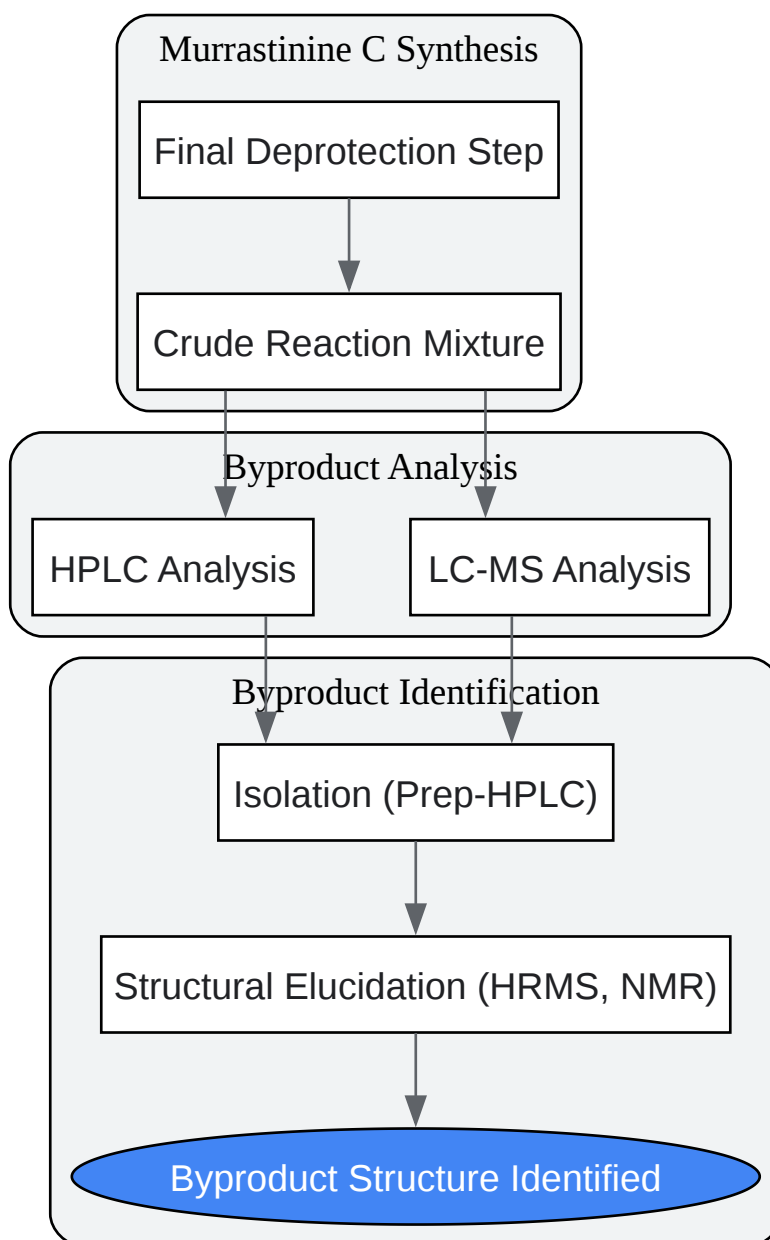 Murrastinine C Synthesis
Final Deprotection Step
Crude Reaction Mixture
Byproduct Analysis
HPLC Analysis
LC-MS Analysis
Byproduct Identification
Isolation (Prep-HPLC)
Structural Elucidation (HRMS, NMR)
Byproduct Structure Identified